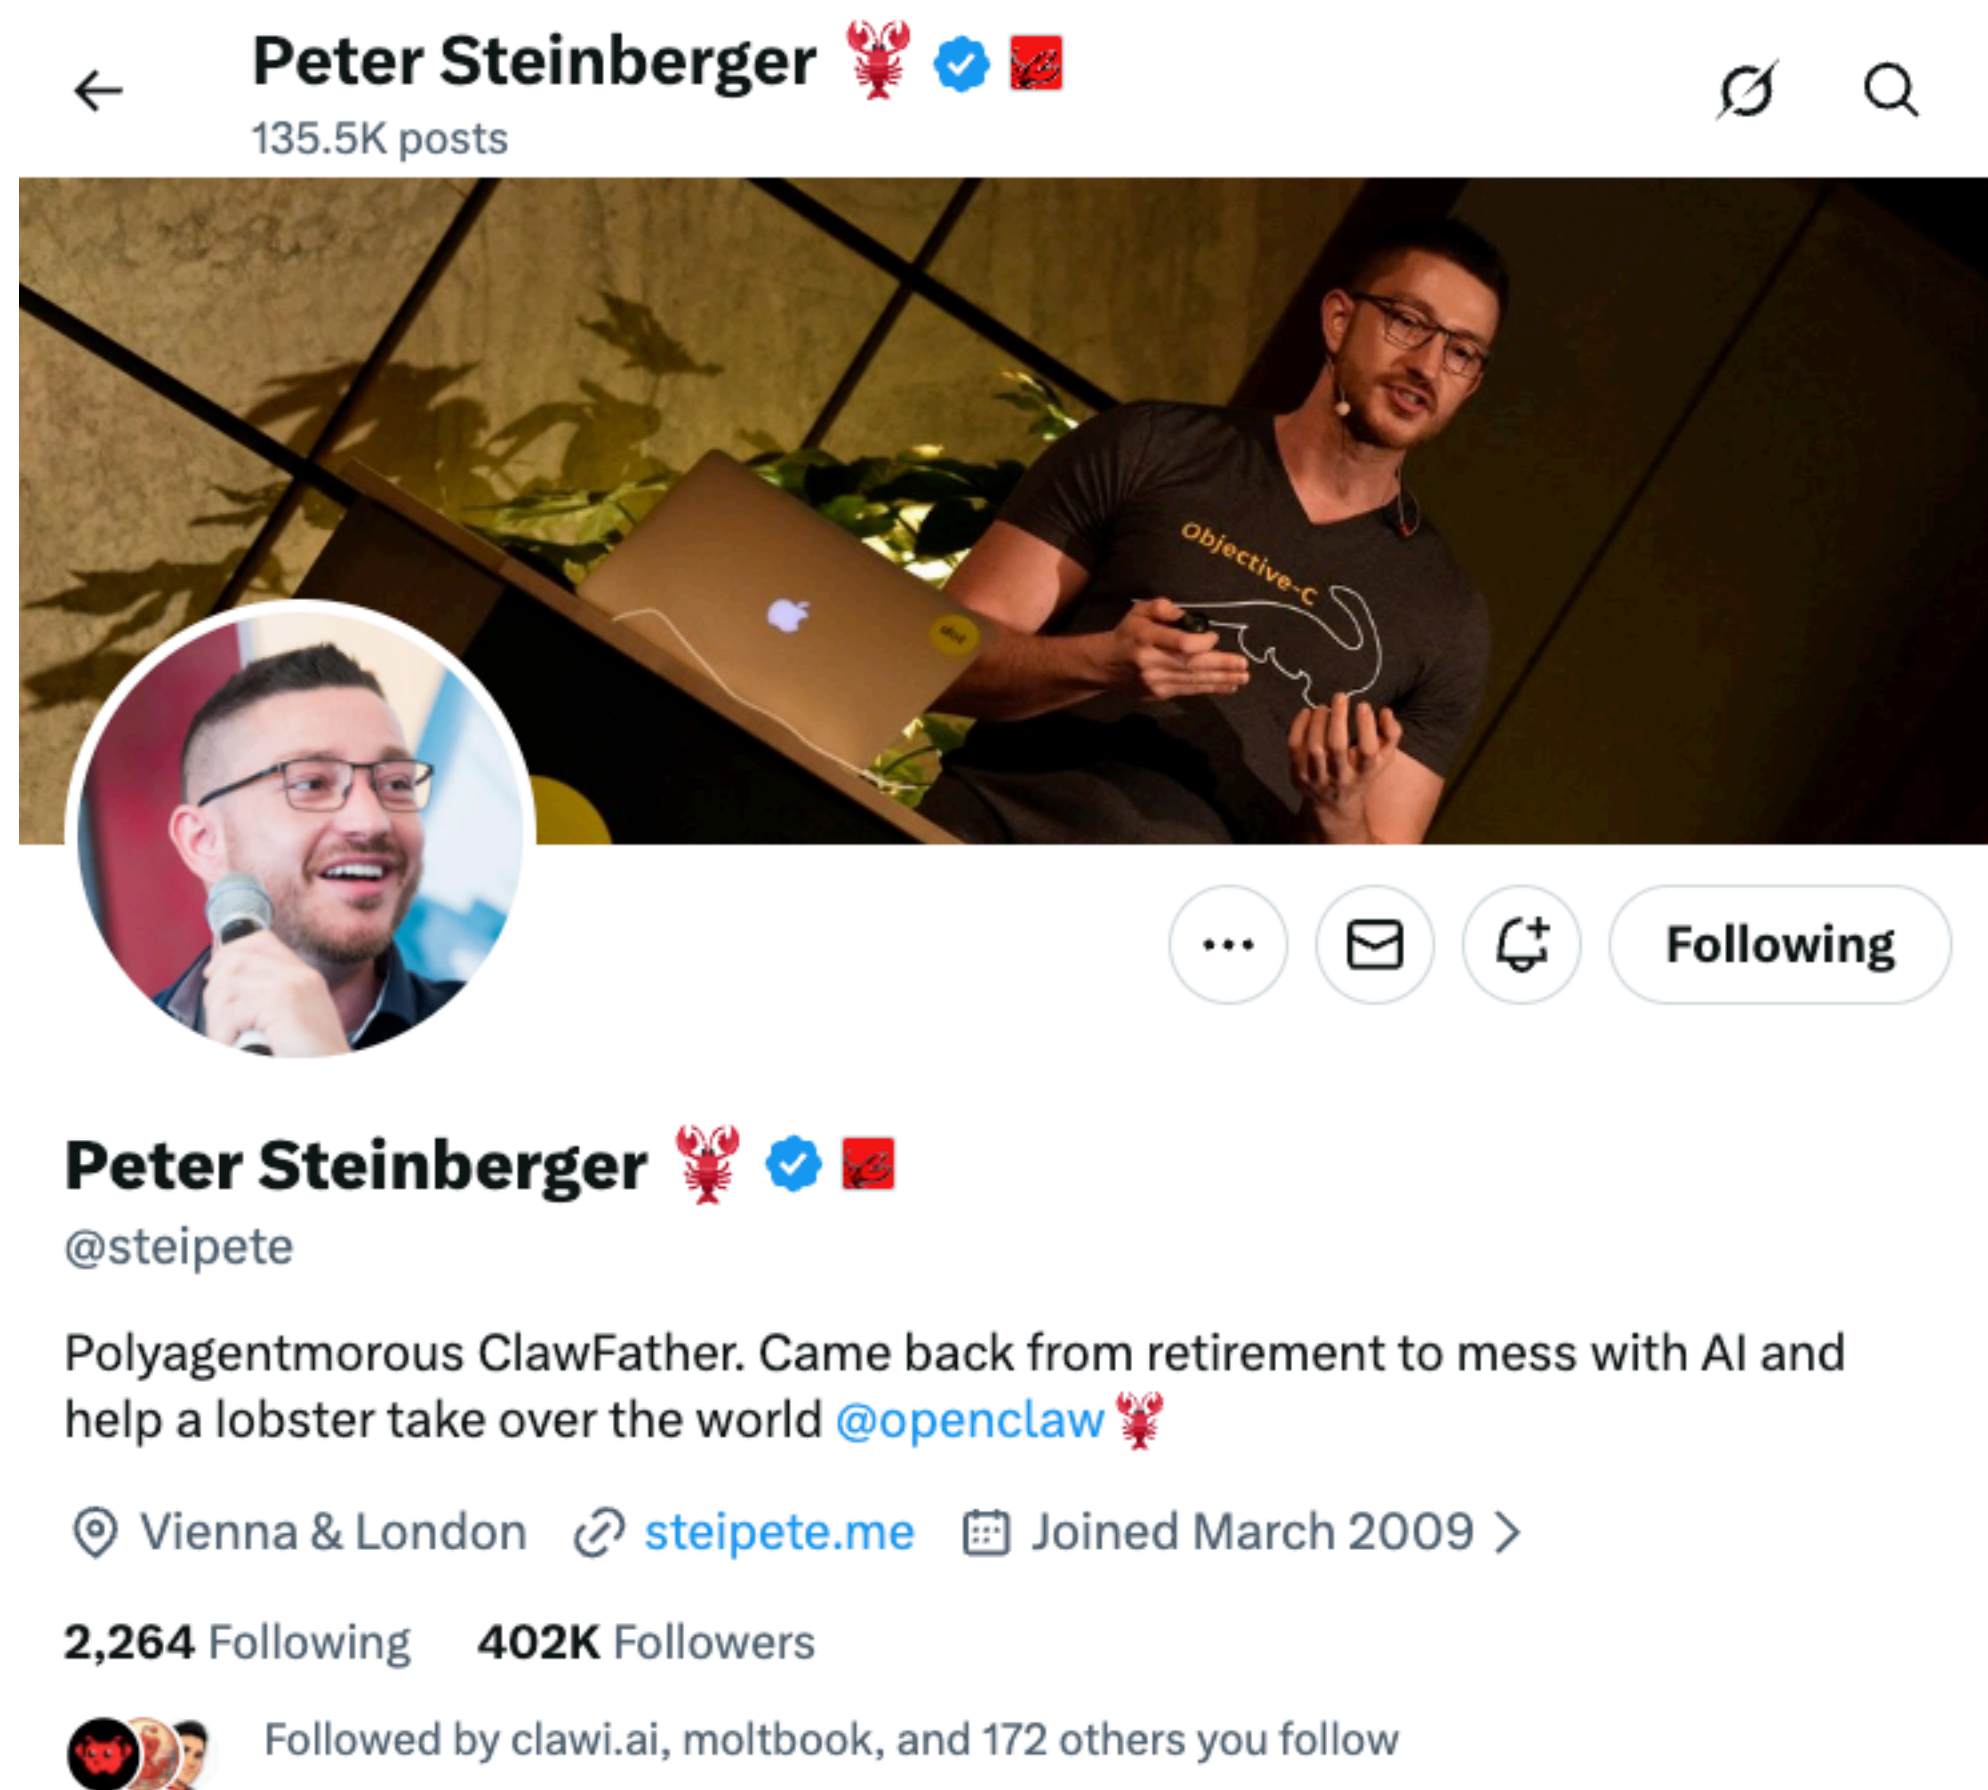 Peter Steinberger 🦞
135.5K posts
Objective-C
dot
Following
Peter Steinberger 🦞
@steipete
Polyagentmorous ClawFather. Came back from retirement to mess with AI and
help a lobster take over the world @openclaw🦞
Vienna & London steipete.me Joined March 2009
2,264 Following 402K Followers
Followed by clawi.ai, moltbook, and 172 others you follow